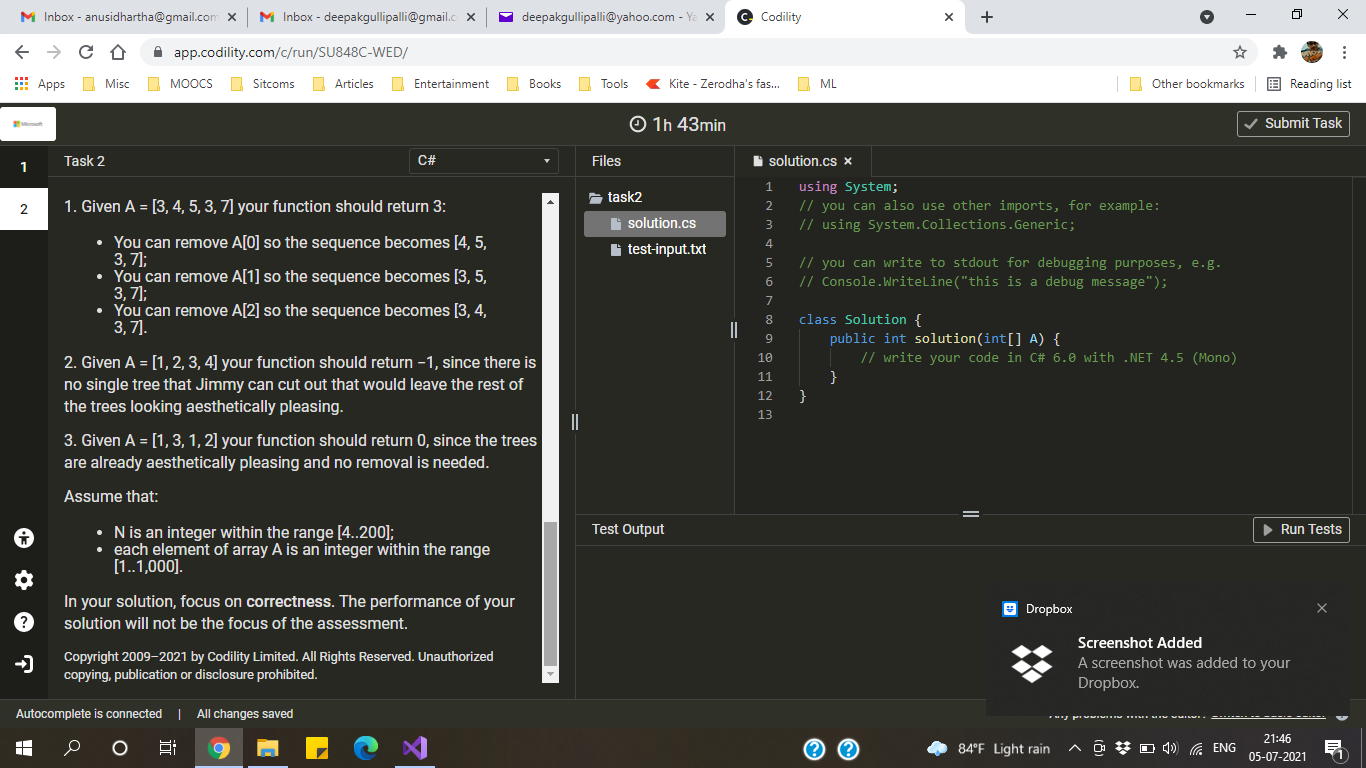 Inbox - anusidhartha@gmail.com
Inbox - deepakgullipalli@gmail.c
deepakgullipalli@yahoo.com - Ya
Codility
app.codility.com/c/run/SU848C-WED/
Apps
Misc
MOOCS
Sitcoms
Articles
Entertainment
Books
Tools
Kite - Zerodha's fas...
ML
Other bookmarks
Reading list
Microsoft
1h 43min
Submit Task
1
2
Task 2
C#
1. Given A = [3, 4, 5, 3, 7] your function should return 3:
• You can remove A[0] so the sequence becomes [4, 5,
3, 7];
• You can remove A[1] so the sequence becomes [3, 5,
3, 7];
• You can remove A[2] so the sequence becomes [3, 4,
3, 7].
2. Given A = [1, 2, 3, 4] your function should return −1, since there is
no single tree that Jimmy can cut out that would leave the rest of
the trees looking aesthetically pleasing.
3. Given A = [1, 3, 1, 2] your function should return 0, since the trees
are already aesthetically pleasing and no removal is needed.
Assume that:
• N is an integer within the range [4..200];
• each element of array A is an integer within the range
[1..1,000].
In your solution, focus on correctness. The performance of your
solution will not be the focus of the assessment.
Copyright 2009–2021 by Codility Limited. All Rights Reserved. Unauthorized
copying, publication or disclosure prohibited.
Files
task2
solution.cs
test-input.txt
solution.cs
1 using System;
2 // you can also use other imports, for example:
3 // using System.Collections.Generic;
4
5 // you can write to stdout for debugging purposes, e.g.
6 // Console.WriteLine("this is a debug message");
7
8 class Solution {
9 public int solution(int[] A) {
10 // write your code in C# 6.0 with .NET 4.5 (Mono)
11 }
12 }
13
Test Output
Run Tests
Dropbox
Screenshot Added
A screenshot was added to your
Dropbox.
Autocomplete is connected | All changes saved
84°F Light rain
ENG
21:46
05-07-2021
1